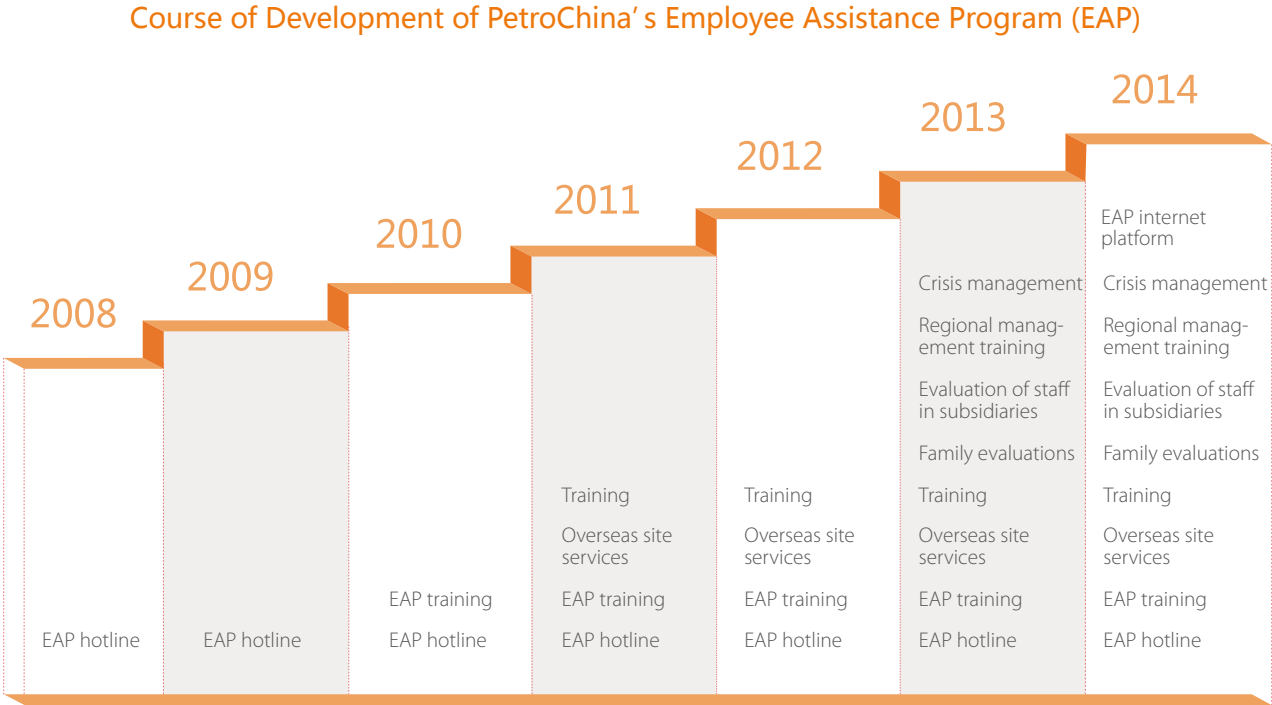 Course of Development of PetroChina’s Employee Assistance Program (EAP)
2008
EAP hotline
2009
EAP hotline
2010
EAP training
EAP hotline
2011
Training
Overseas site
services
EAP training
EAP hotline
2012
Training
Overseas site
services
EAP training
EAP hotline
2013
Crisis management
Regional manag-
ement training
Evaluation of staff
in subsidiaries
Family evaluations
Training
Overseas site
services
EAP training
EAP hotline
2014
EAP internet
platform
Crisis management
Regional manag-
ement training
Evaluation of staff
in subsidiaries
Family evaluations
Training
Overseas site
services
EAP training
EAP hotline